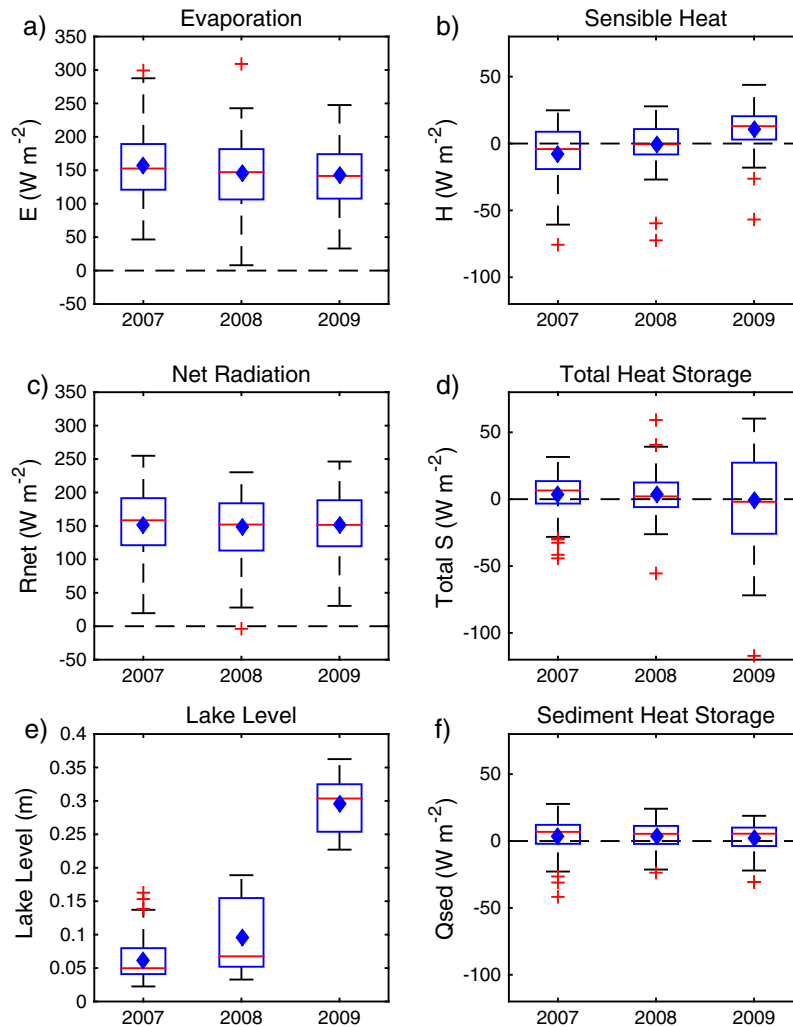 a) Evaporation
E (W m-2)
350
300
250
200
150
100
50
0
-50
2007 2008 2009
b) Sensible Heat
H (W m-2)
50
0
-50
-100
2007 2008 2009
c) Net Radiation
Rnet (W m-2)
350
300
250
200
150
100
50
0
-50
2007 2008 2009
d) Total Heat Storage
Total S (W m-2)
50
0
-50
-100
2007 2008 2009
e) Lake Level
Lake Level (m)
0.4
0.35
0.3
0.25
0.2
0.15
0.1
0.05
0
2007 2008 2009
f) Sediment Heat Storage
Qsed (W m-2)
50
0
-50
-100
2007 2008 2009